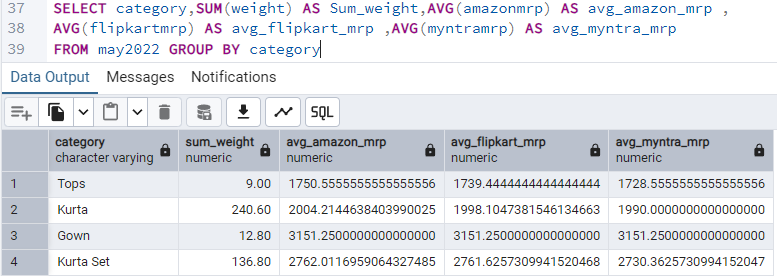 37 SELECT category,SUM(weight) AS Sum_weight,AVG(amazonmrp) AS avg_amazon_mrp ,
38 AVG(flipkartmrp) AS avg_flipkart_mrp ,AVG(myntramrp) AS avg_myntra_mrp
39 FROM may2022 GROUP BY category
Data Output Messages Notifications
SQL
category sum_weight avg_amazon_mrp avg_flipkart_mrp avg_myntra_mrp
character varying numeric numeric numeric numeric
1 Tops 9.00 1750.5555555555555556 1739.4444444444444444 1728.5555555555555556
2 Kurta 240.60 2004.2144638403990025 1998.1047381546134663 1990.0000000000000000
3 Gown 12.80 3151.2500000000000000 3151.2500000000000000 3151.2500000000000000
4 Kurta Set 136.80 2762.0116959064327485 2761.6257309941520468 2730.3625730994152047